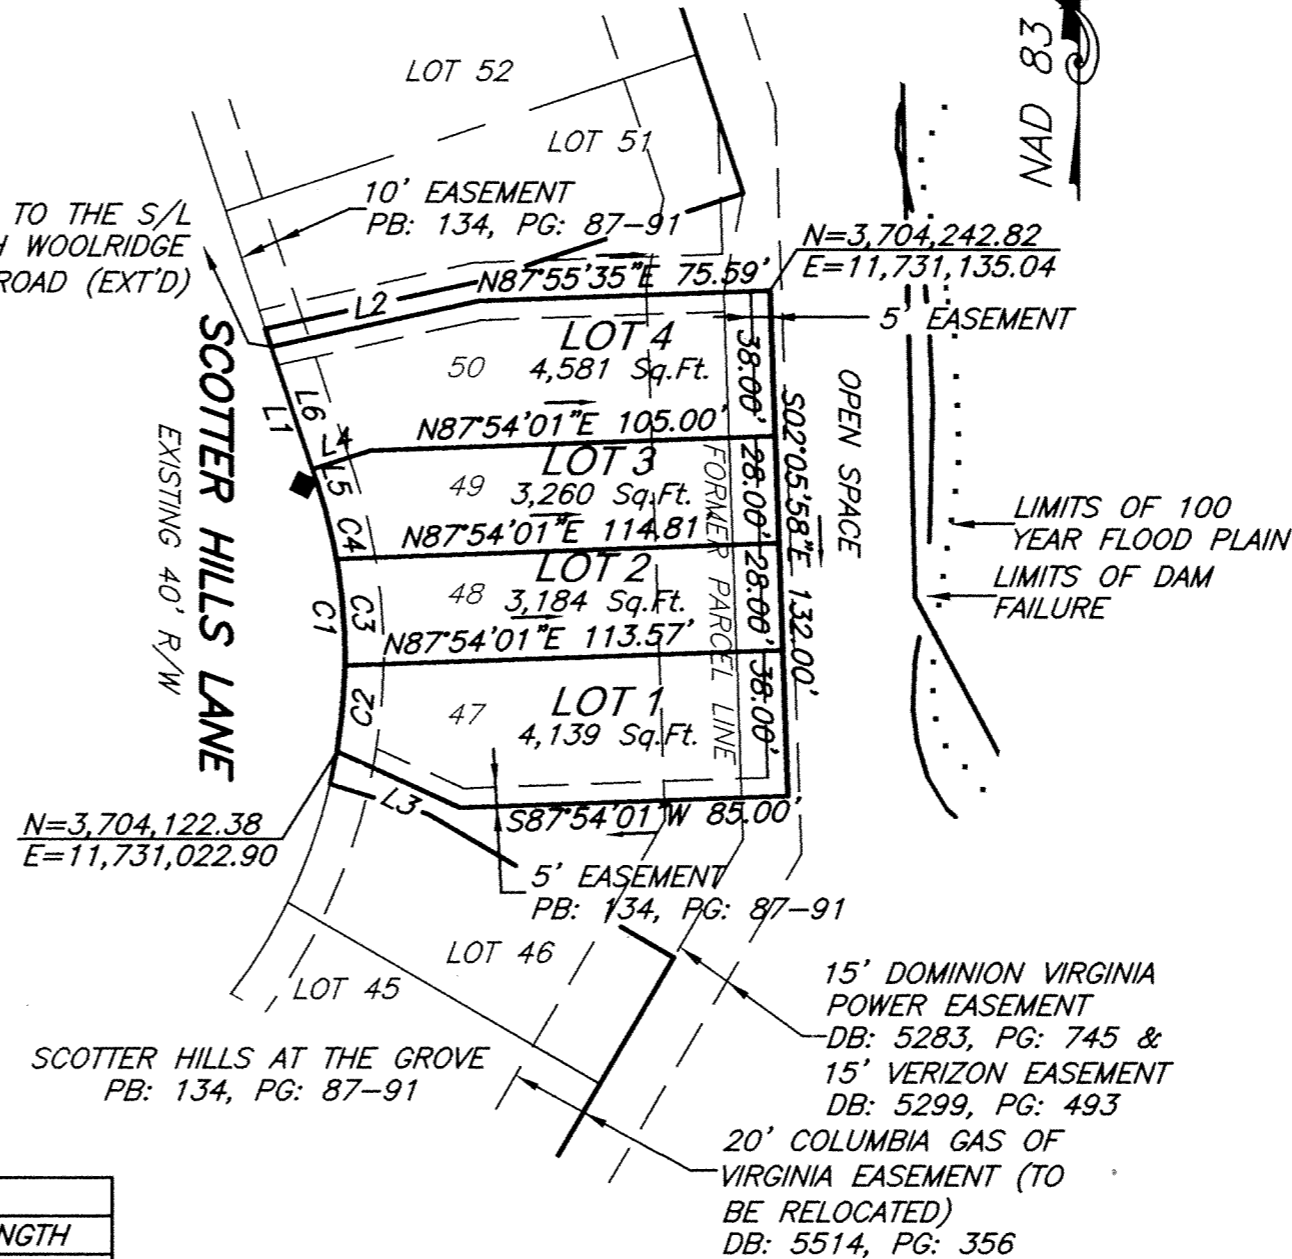 NAD 83
LOT 52
LOT 51
10' EASEMENT
PB: 134, PG: 87-91
TO THE S/L
H WOOLRIDGE
ROAD (EXT'D)
N=3,704,242.82
E=11,731,135.04
N87°55'35"E 75.59'
L2
5' EASEMENT
LOT 4
50 4,581 Sq.Ft.
38.00'
L6
L1
N87°54'01"E 105.00'
L4
L5
LOT 3
49 3,260 Sq.Ft.
28.00'
C4
N87°54'01"E 114.81'
LOT 2
48 3,184 Sq.Ft.
28.00'
C3
C1
N87°54'01"E 113.57'
LOT 1
47 4,139 Sq.Ft.
38.00'
C2
FORMER PARCEL LINE
S02°05'58"E 132.00'
OPEN SPACE
LIMITS OF 100
YEAR FLOOD PLAIN
LIMITS OF DAM
FAILURE
SCOTTER HILLS LANE
EXISTING 40' R/W
L3
S87°54'01"W 85.00'
N=3,704,122.38
E=11,731,022.90
5' EASEMENT
PB: 134, PG: 87-91
LOT 46
LOT 45
SCOTTER HILLS AT THE GROVE
PB: 134, PG: 87-91
15' DOMINION VIRGINIA
POWER EASEMENT
DB: 5283, PG: 745 &
15' VERIZON EASEMENT
DB: 5299, PG: 493
20' COLUMBIA GAS OF
VIRGINIA EASEMENT (TO
BE RELOCATED)
DB: 5514, PG: 356
NGTH